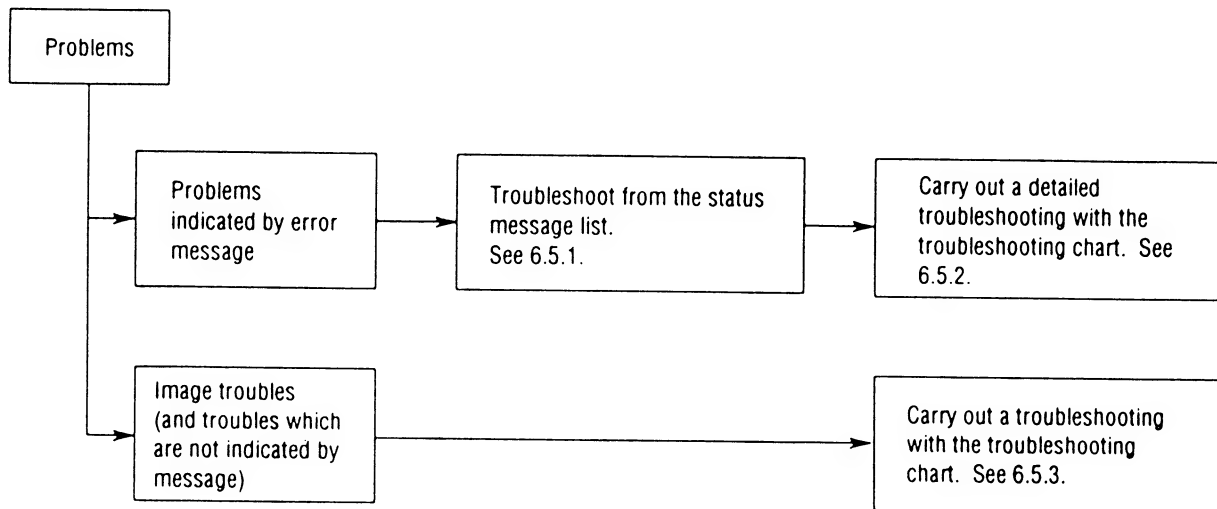 Problems
Problems
indicated by error
message
Troubleshoot from the status
message list.
See 6.5.1.
Carry out a detailed
troubleshooting with the
troubleshooting chart. See
6.5.2.
Image troubles
(and troubles which
are not indicated by
message)
Carry out a troubleshooting
with the troubleshooting
chart. See 6.5.3.